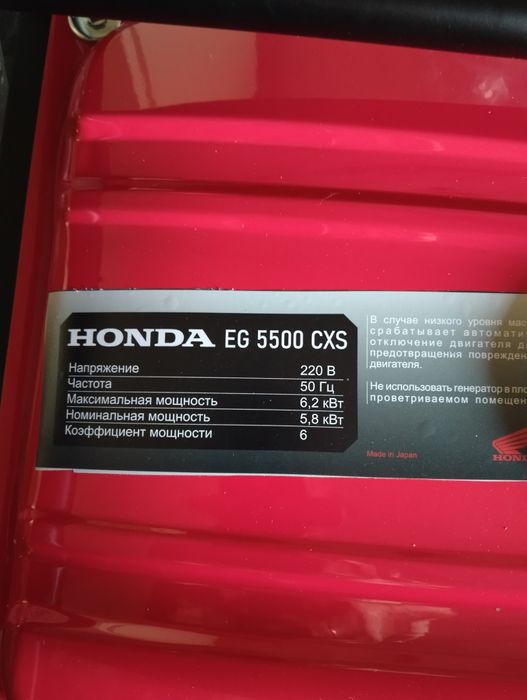 HONDA EG 5500 CXS
Напряжение 220 В
Частота 50 Гц
Максимальная мощность 6,2 кВт
Номинальная мощность 5,8 кВт
Коэффициент мощности 6
В случае низкого уровня
срабатывает
отключение двигателя
предотвращения
двигателя.
Не использовать генератор в
проветриваемом
Made in Japan